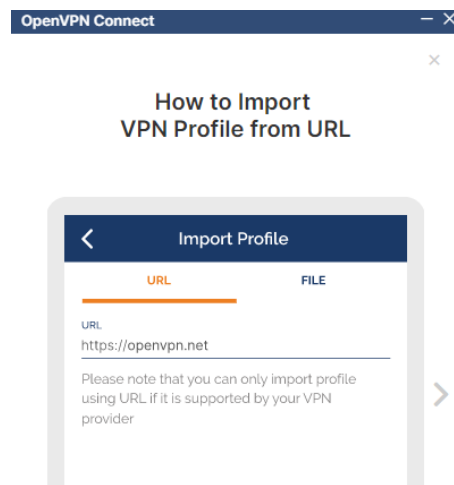 OpenVPN Connect
How to Import
VPN Profile from URL
Import Profile
URL
FILE
URL
https://openvpn.net
Please note that you can only import profile
using URL if it is supported by your VPN
provider